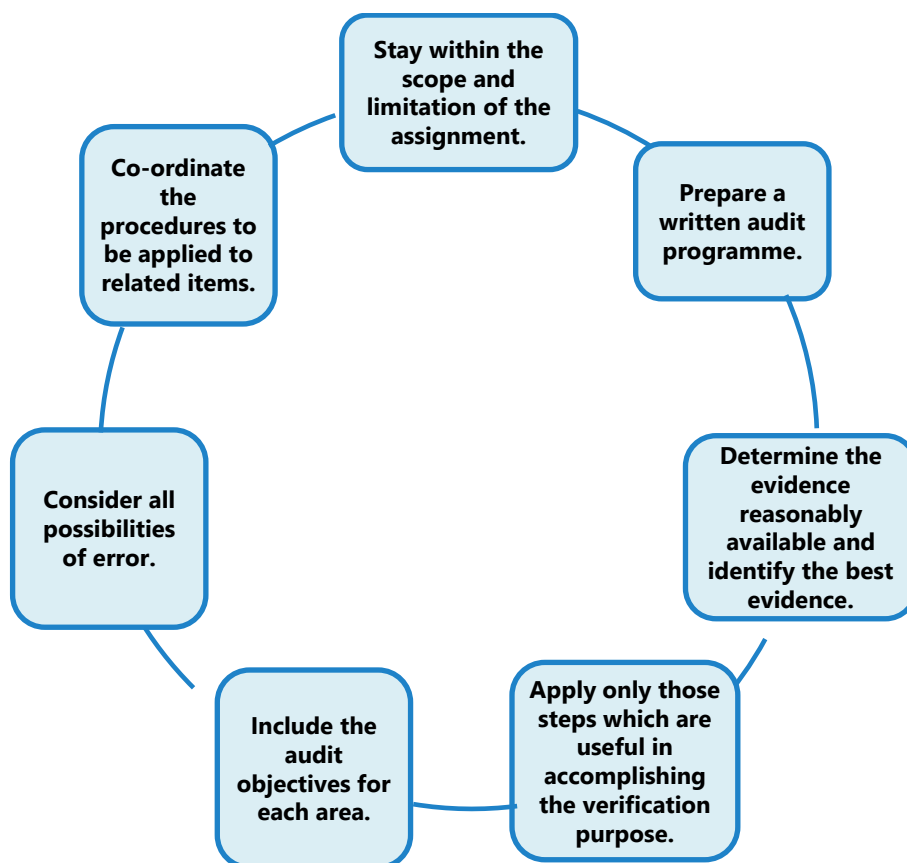 Stay within the
scope and
limitation of the
assignment.
Prepare a
written audit
programme.
Determine the
evidence
reasonably
available and
identify the best
evidence.
Apply only those
steps which are
useful in
accomplishing
the verification
purpose.
Include the
audit
objectives for
each area.
Consider all
possibilities
of error.
Co-ordinate
the
procedures to
be applied to
related items.